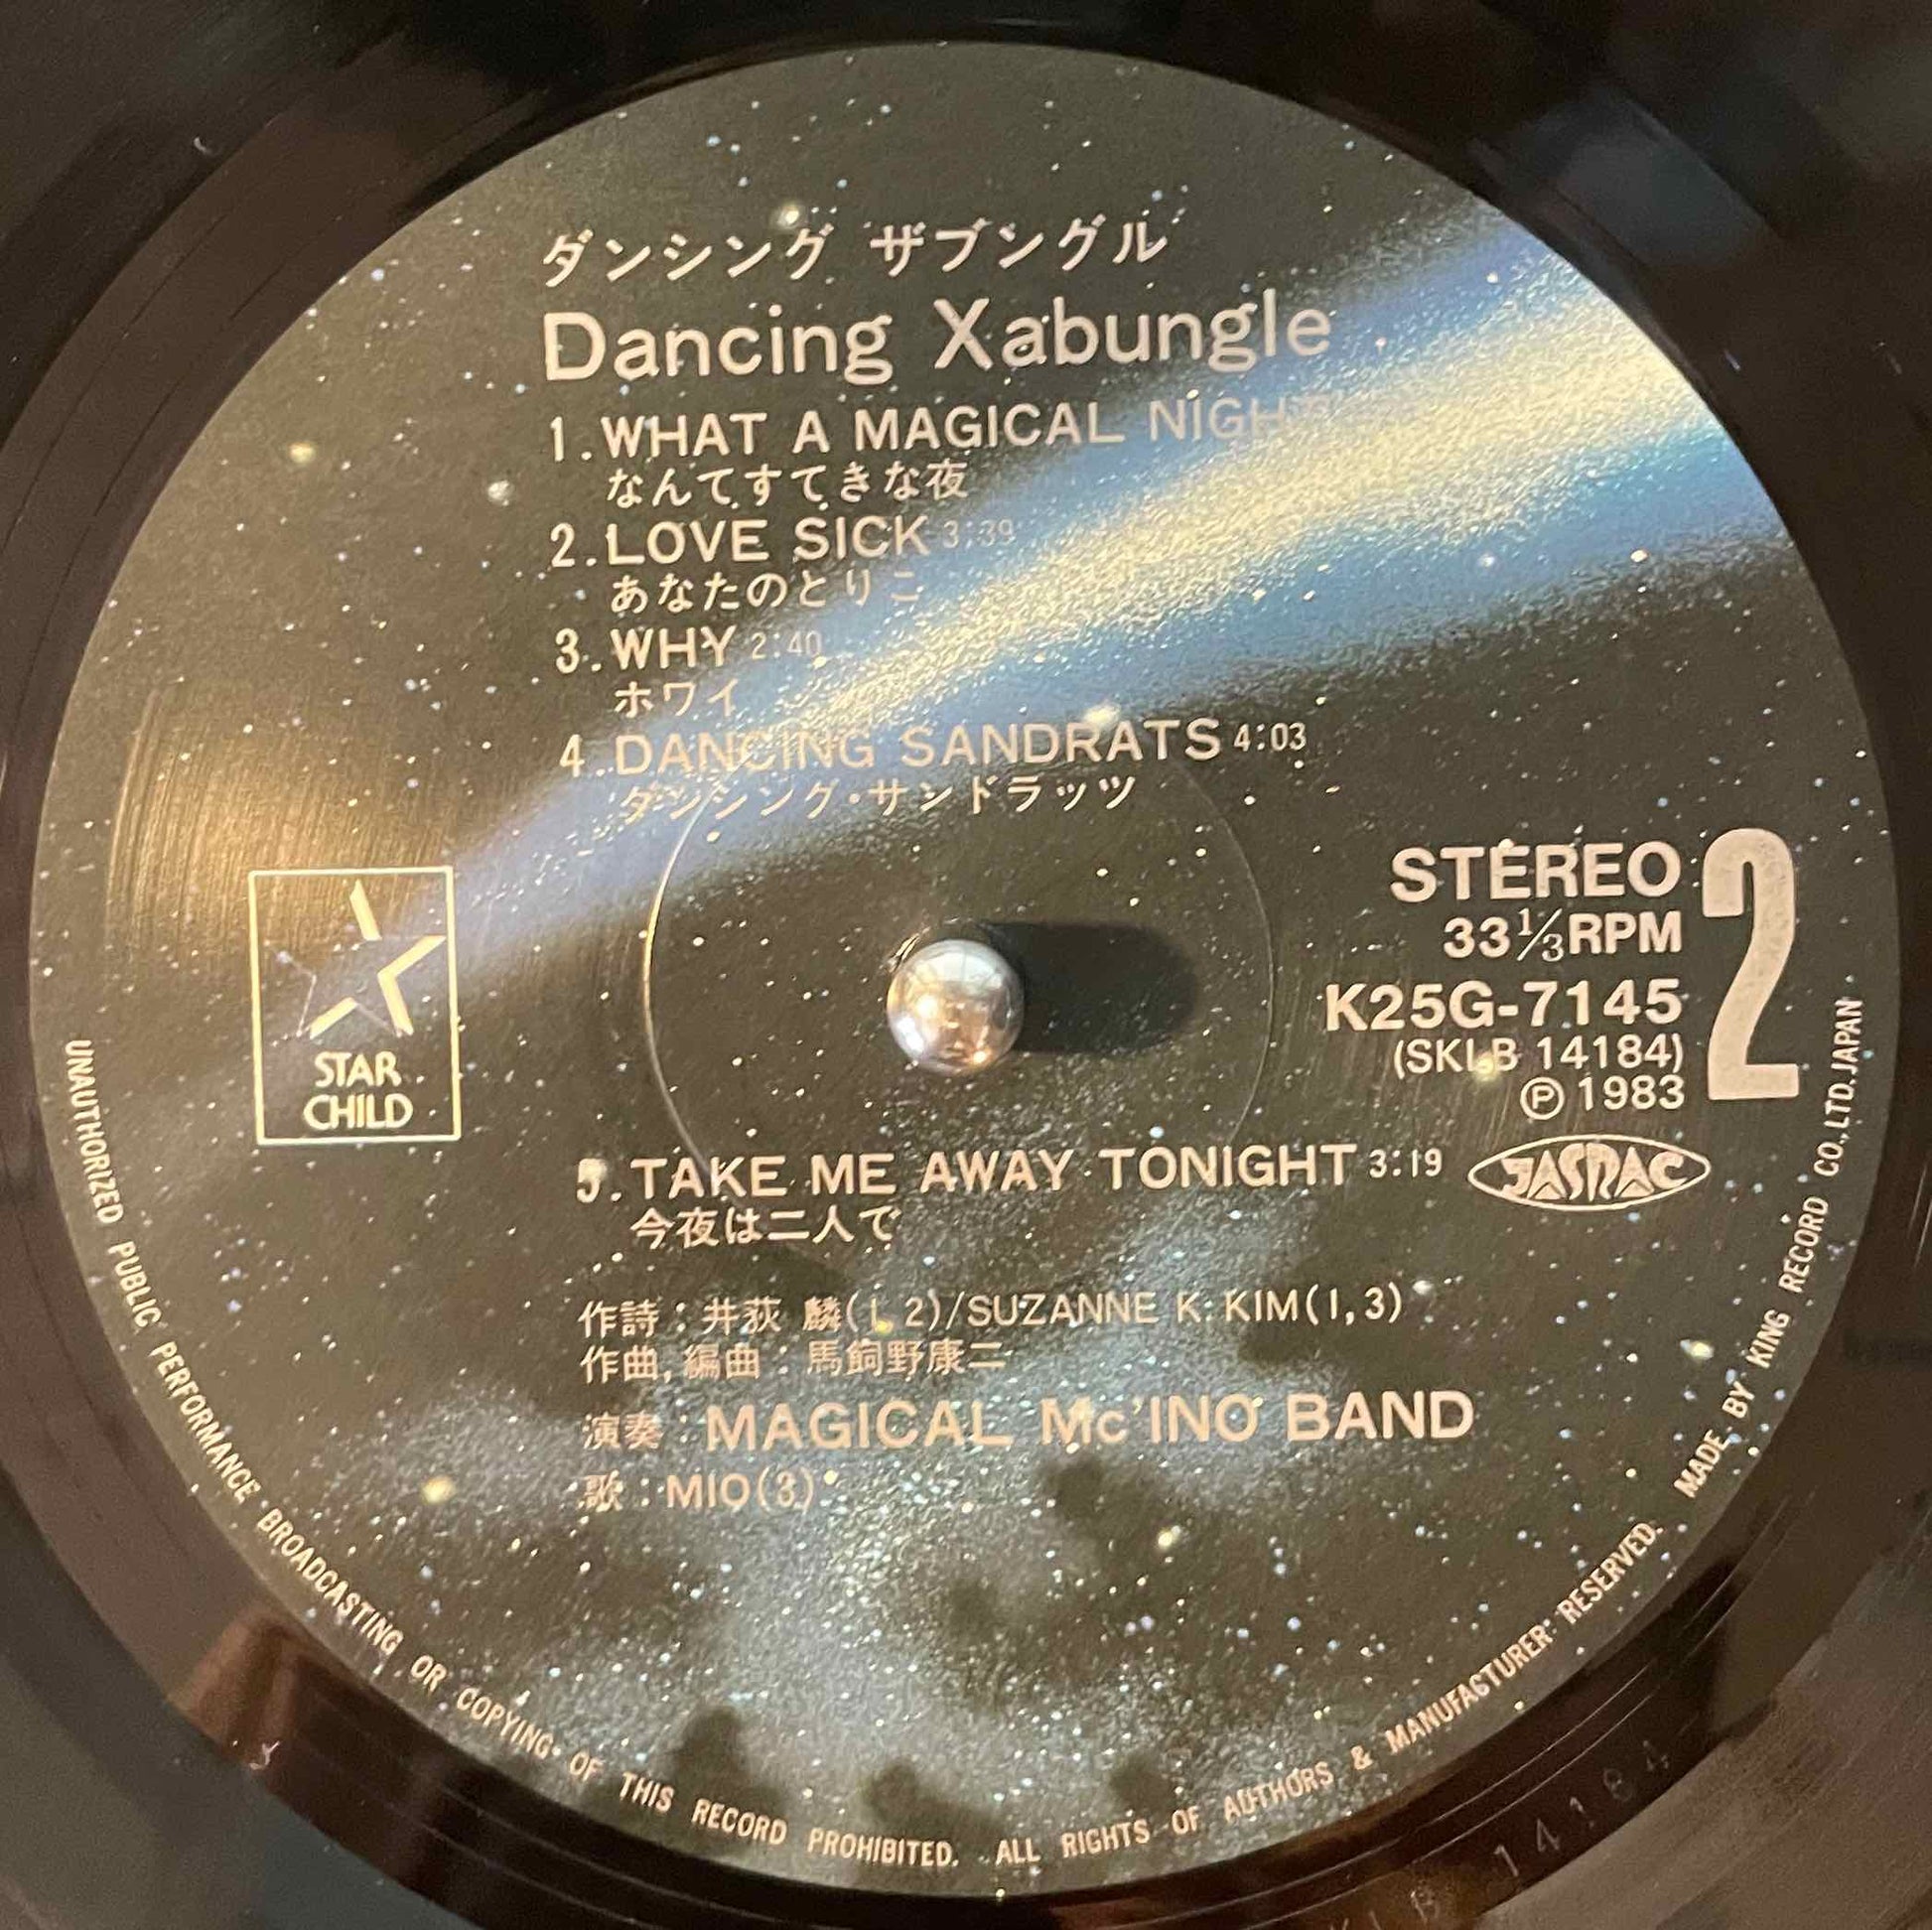 ダンシング ザブングル
Dancing Xabungle
1.WHAT A MAGICAL NIGHT
なんてすてきな夜
2.LOVE SICK 3:39
あなたのとりこ
3.WHY 2:40
ホワイ
4.DANCING SANDRATS 4:03
ダンシング・サンドラッツ
STAR
CHILD
STEREO
33⅓RPM
K25G-7145
(SKLB 14184)
Ⓟ 1983
2
5.TAKE ME AWAY TONIGHT 3:19
JASRAC
今夜は二人で
作詩：井荻 麟(1,2)/SUZANNE K. KIM(1,3)
作曲,編曲：馬飼野康二
演奏：MAGICAL Mc'INO BAND
歌：MIO(3)
UNAUTHORIZED PUBLIC PERFORMANCE BROADCASTING OR COPYING OF THIS RECORD PROHIBITED. ALL RIGHTS OF AUTHORS & MANUFACTURER RESERVED. MADE BY KING RECORD CO., LTD. JAPAN
14184